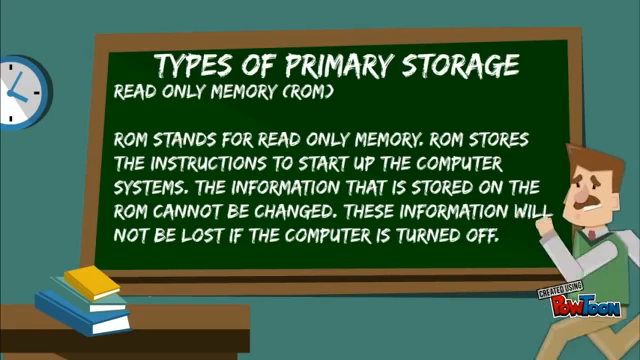 TYPES OF PRIMARY STORAGE
READ ONLY MEMORY (ROM)
ROM STANDS FOR READ ONLY MEMORY. ROM STORES
THE INSTRUCTIONS TO START UP THE COMPUTER
SYSTEMS. THE INFORMATION THAT IS STORED ON THE
ROM CANNOT BE CHANGED. THESE INFORMATION WILL
NOT BE LOST IF THE COMPUTER IS TURNED OFF.
CREATED USING
POWTOON